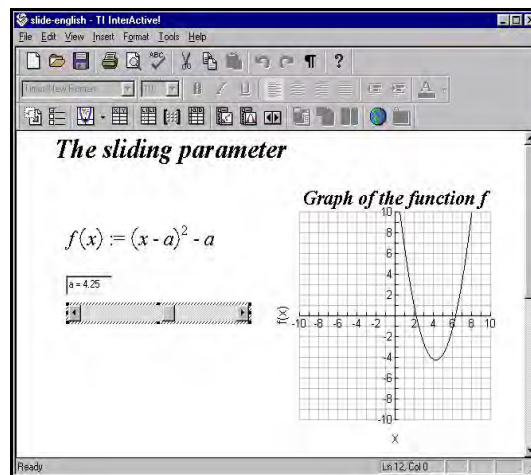 slide-english - TI InterActive!
File Edit View Insert Format Tools Help
Times New Roman
B I U
A
The sliding parameter
Graph of the function f
f(x) := (x - a)² - a
a = 4.25
10
8
6
4
2
-10 -8 -6 -4 -2 0 2 4 6 8 10
-2
-4
-6
-8
-10
f(x)
x
Ready
Ln 12, Col 0